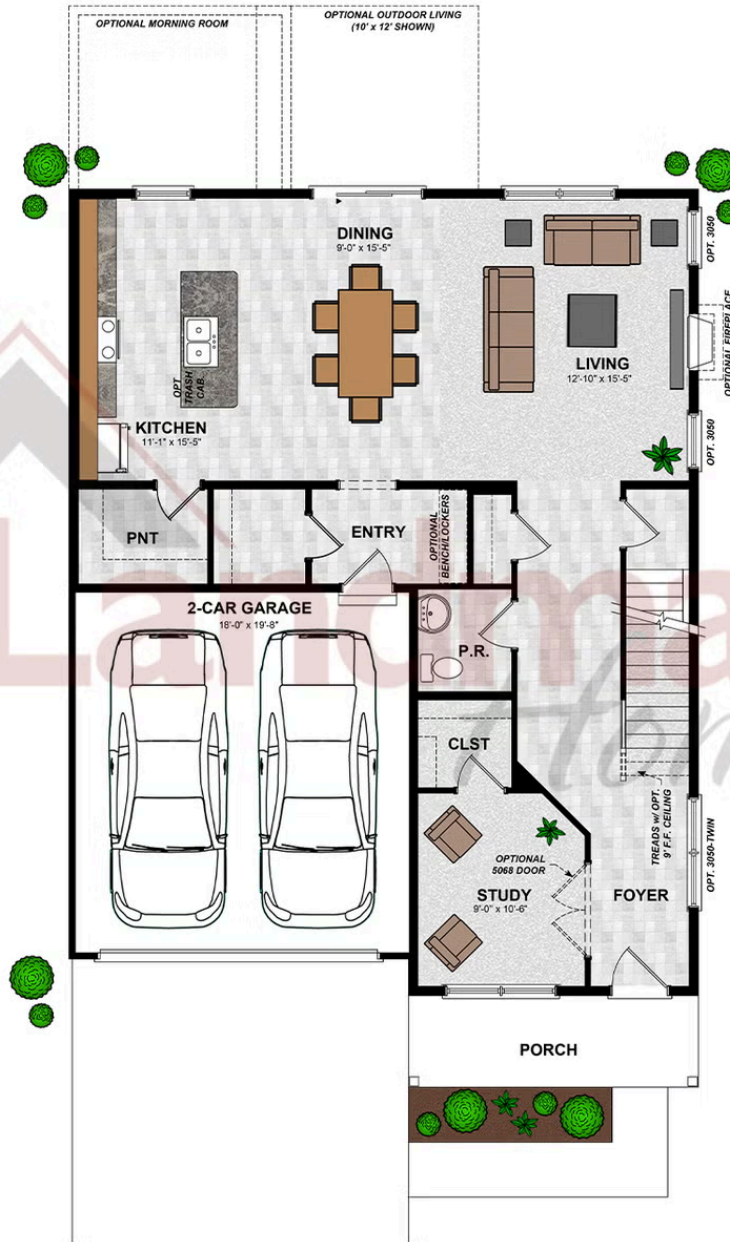 OPTIONAL MORNING ROOM
OPTIONAL OUTDOOR LIVING
(10' x 12' SHOWN)
DINING
9'-0" x 15'-5"
OPT. 3050
OPTIONAL FIREPLACE
LIVING
12'-10" x 15'-5"
OPT
TRASH
CAB.
KITCHEN
11'-1" x 15'-5"
OPT. 3050
PNT
ENTRY
OPTIONAL
BENCH/LOCKERS
2-CAR GARAGE
18'-0" x 19'-8"
P.R.
Landma
Hom
CLST
TREADS w/ OPT.
9' F.F. CEILING
OPT. 3050-TWIN
OPTIONAL
5068 DOOR
STUDY
9'-0" x 10'-6"
FOYER
PORCH